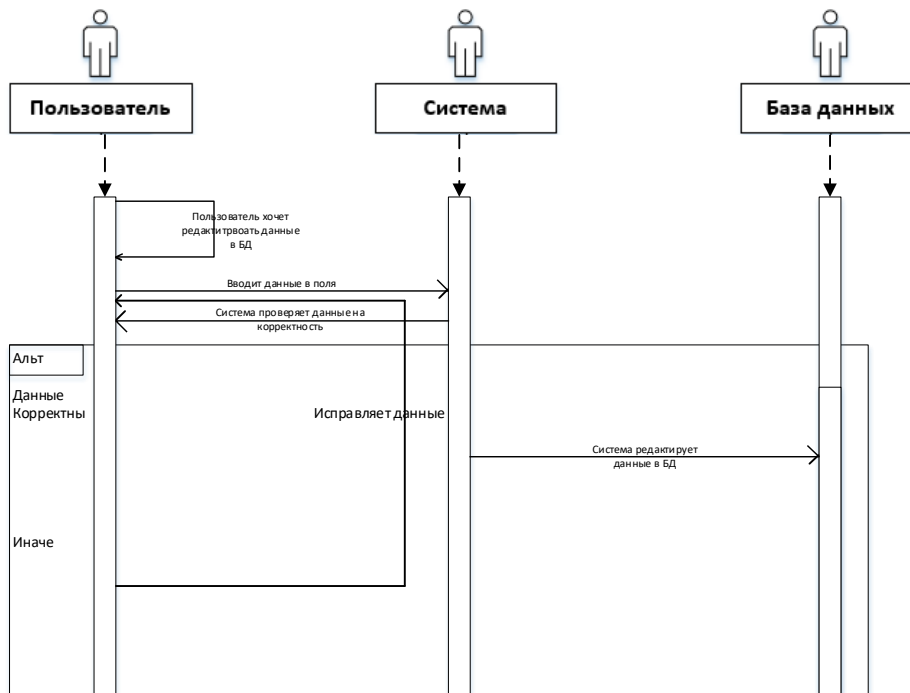 Пользователь
Система
База данных
Пользователь хочет
редактитрвоать данные
в БД
Вводит данные в поля
Система проверяет данные на
корректность
Альт
Данные
Корректны
Исправляет данные
Система редактирует
данные в БД
Иначе